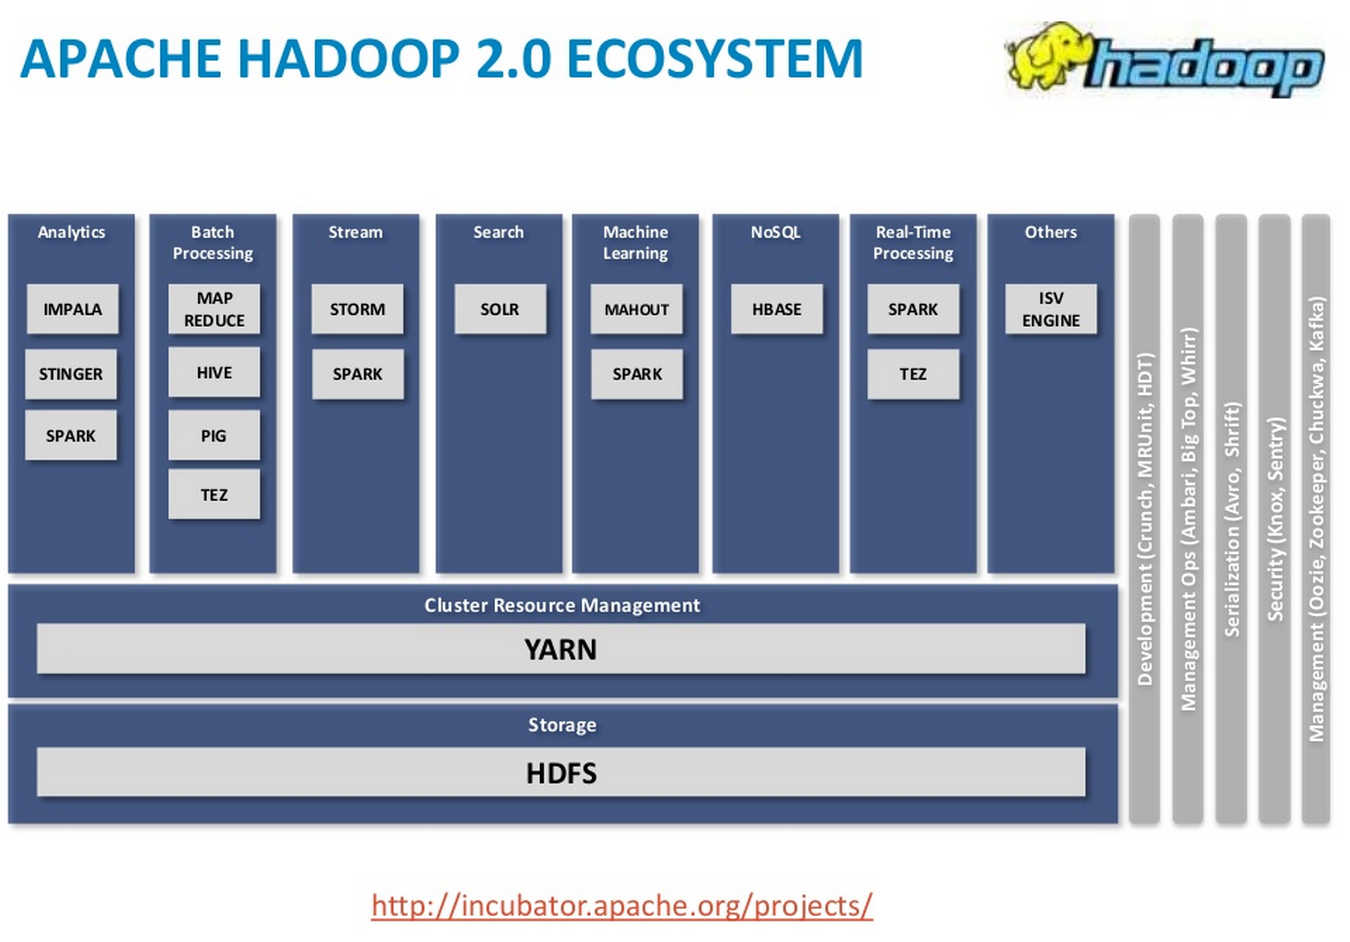 APACHE HADOOP 2.0 ECOSYSTEM
hadoop
Analytics
IMPALA
STINGER
SPARK
Batch
Processing
MAP
REDUCE
HIVE
PIG
TEZ
Stream
STORM
SPARK
Search
SOLR
Machine
Learning
MAHOUT
SPARK
NoSQL
HBASE
Real-Time
Processing
SPARK
TEZ
Others
ISV
ENGINE
Cluster Resource Management
YARN
Storage
HDFS
Development (Crunch, MRUnit, HDT)
Management Ops (Ambari, Big Top, Whirr)
Serialization (Avro, Shrift)
Security (Knox, Sentry)
Management (Oozie, Zookeeper, Chuckwa, Kafka)
http://incubator.apache.org/projects/